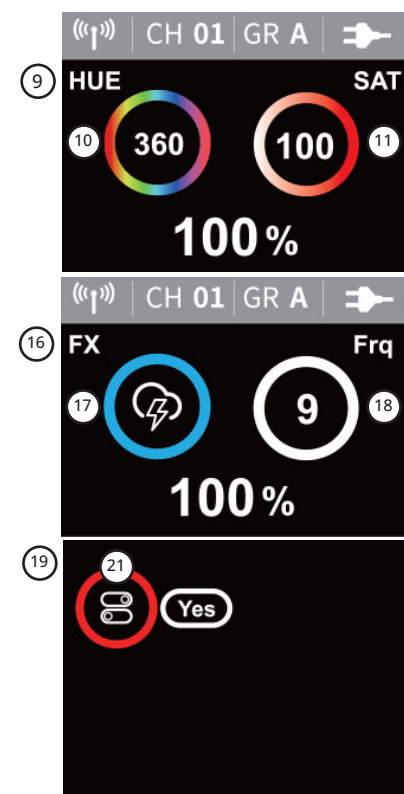 CH 01 GR A
9 HUE SAT
10 360 100 11
100%
CH 01 GR A
16 FX Frq
17 9 18
100%
19 21
Yes